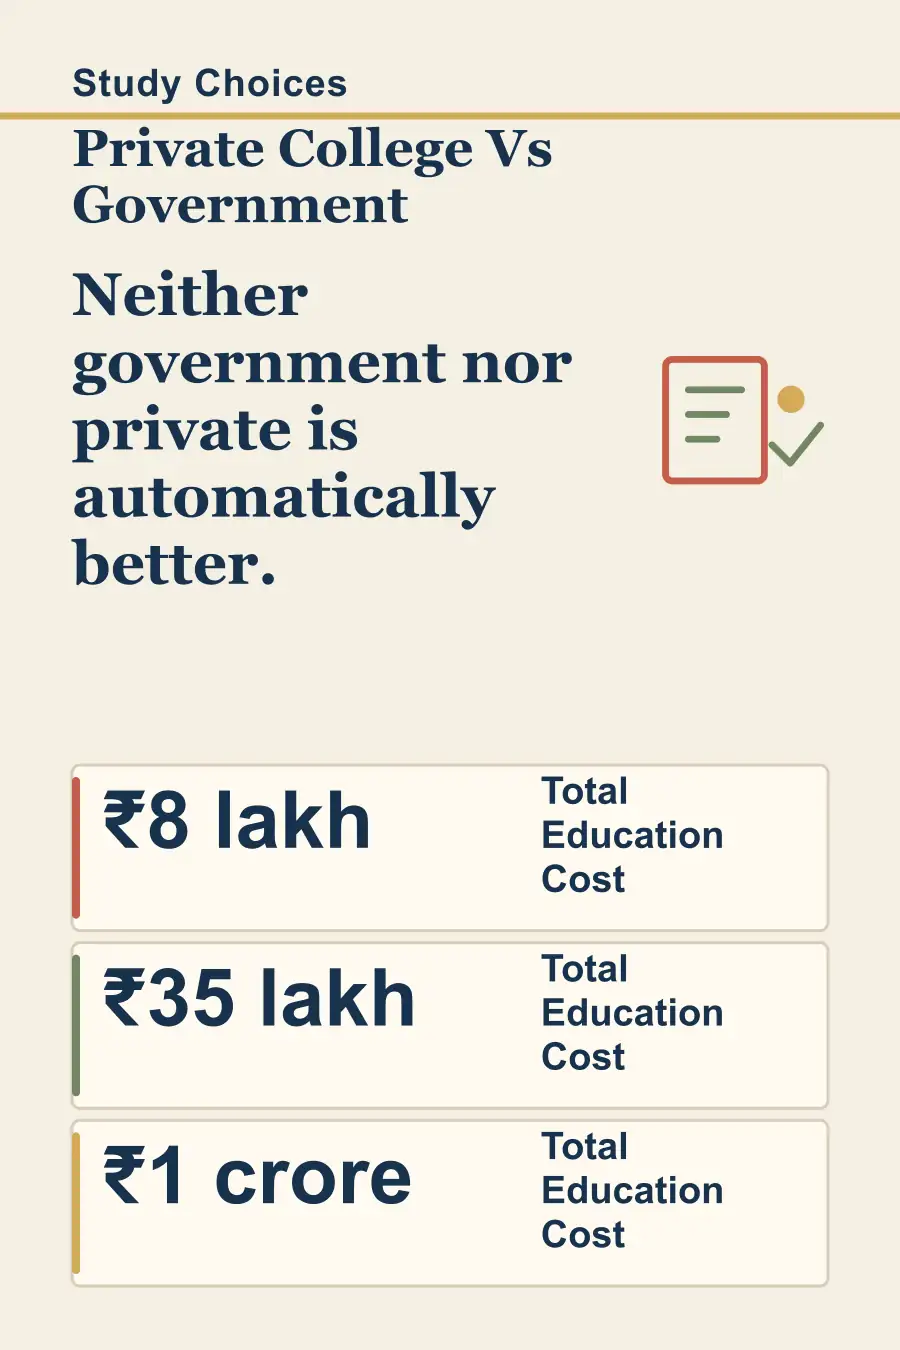 Study Choices
Private College Vs
Government
Neither
government nor
private is
automatically
better.
₹8 lakh
Total
Education
Cost
₹35 lakh
Total
Education
Cost
₹1 crore
Total
Education
Cost